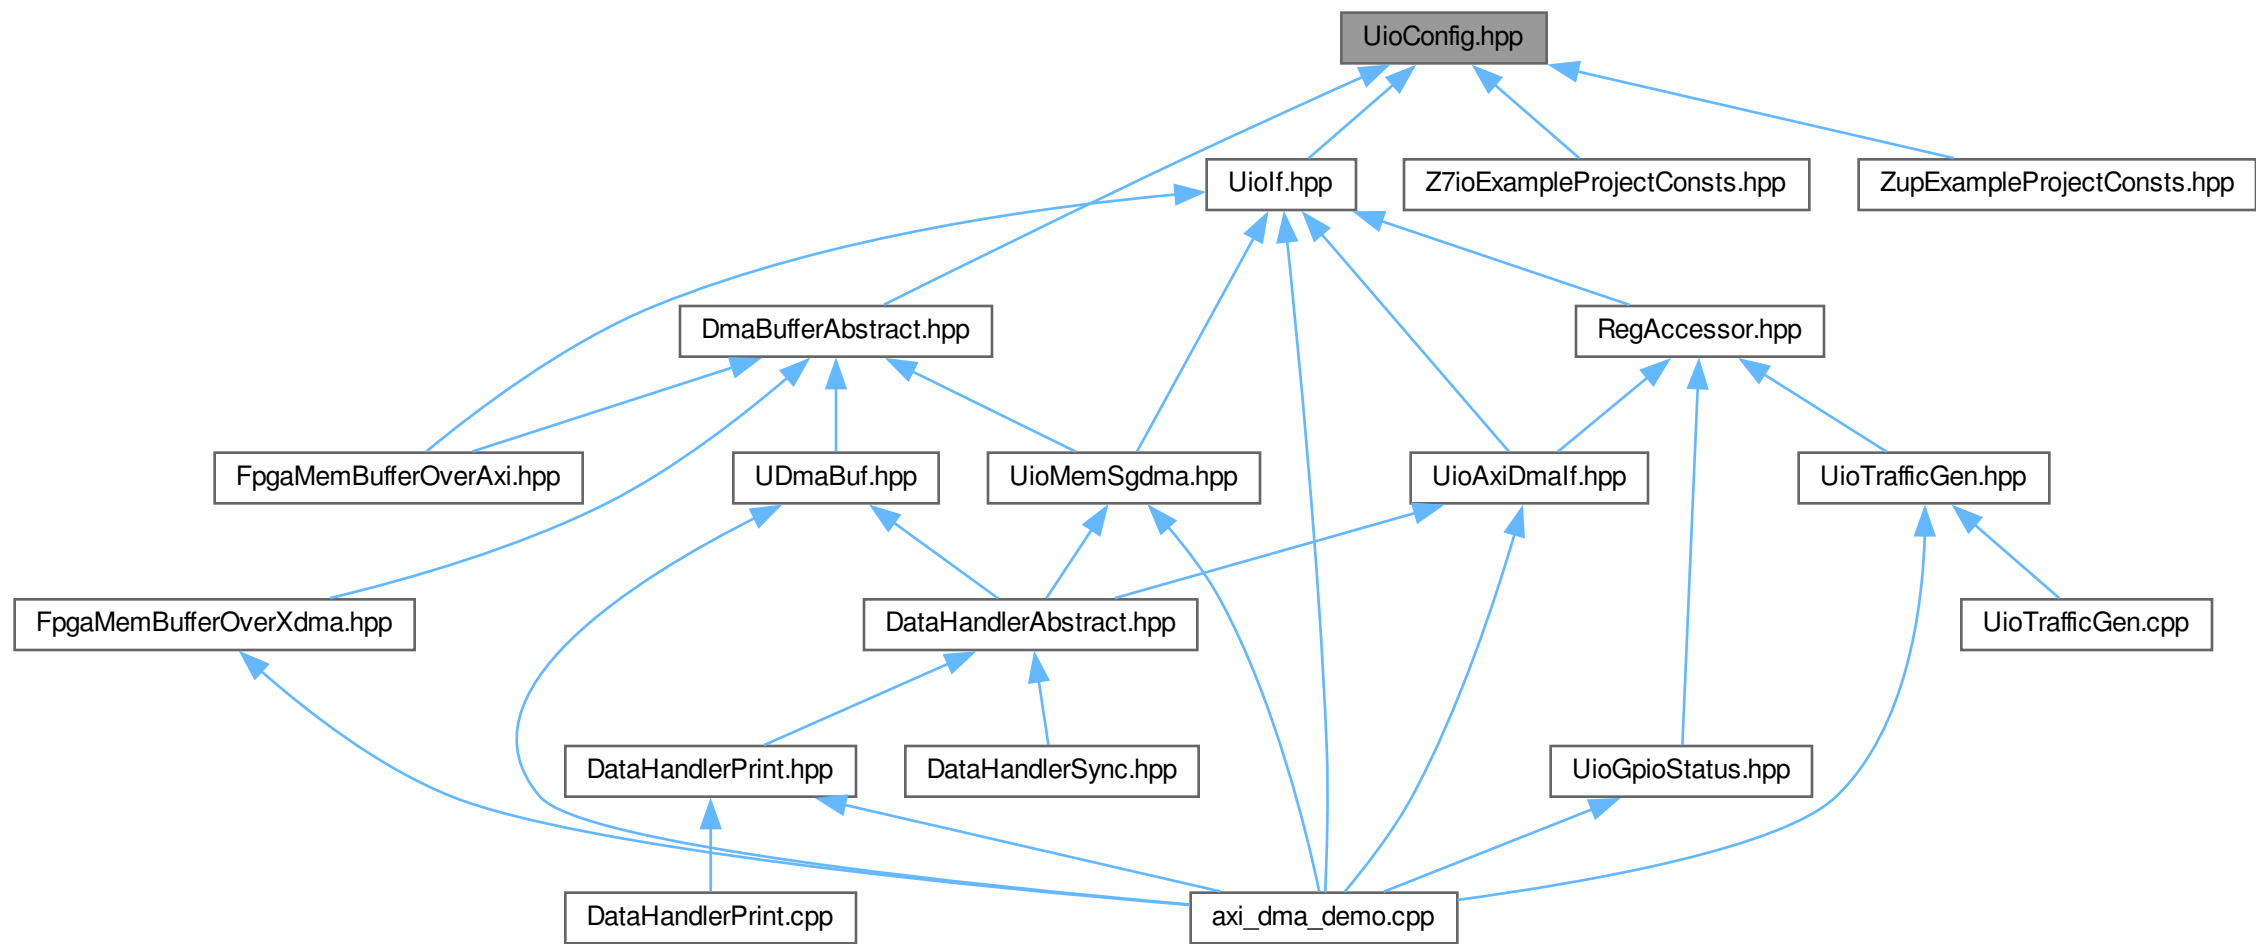 UioConfig.hpp
UioIf.hpp
Z7ioExampleProjectConsts.hpp
ZupExampleProjectConsts.hpp
DmaBufferAbstract.hpp
RegAccessor.hpp
FpgaMemBufferOverAxi.hpp
UDmaBuf.hpp
UioMemSgdma.hpp
UioAxiDmaIf.hpp
UioTrafficGen.hpp
FpgaMemBufferOverXdma.hpp
DataHandlerAbstract.hpp
UioTrafficGen.cpp
DataHandlerPrint.hpp
DataHandlerSync.hpp
UioGpioStatus.hpp
DataHandlerPrint.cpp
axi_dma_demo.cpp